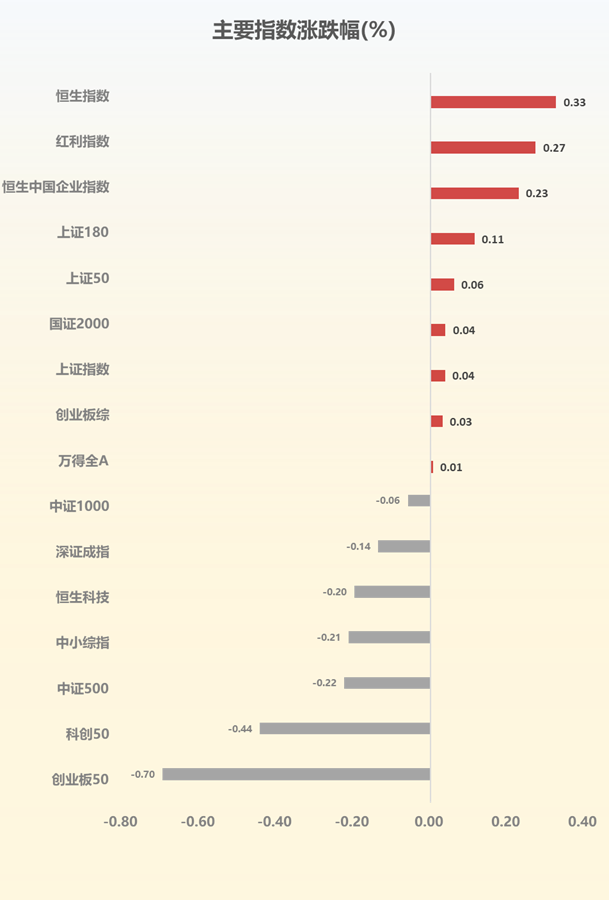 主要指数涨跌幅(%)
恒生指数 0.33
红利指数 0.27
恒生中国企业指数 0.23
上证180 0.11
上证50 0.06
国证2000 0.04
上证指数 0.04
创业板综 0.03
万得全A 0.01
中证1000 -0.06
深证成指 -0.14
恒生科技 -0.20
中小综指 -0.21
中证500 -0.22
科创50 -0.44
创业板50 -0.70
-0.80 -0.60 -0.40 -0.20 0.00 0.20 0.40